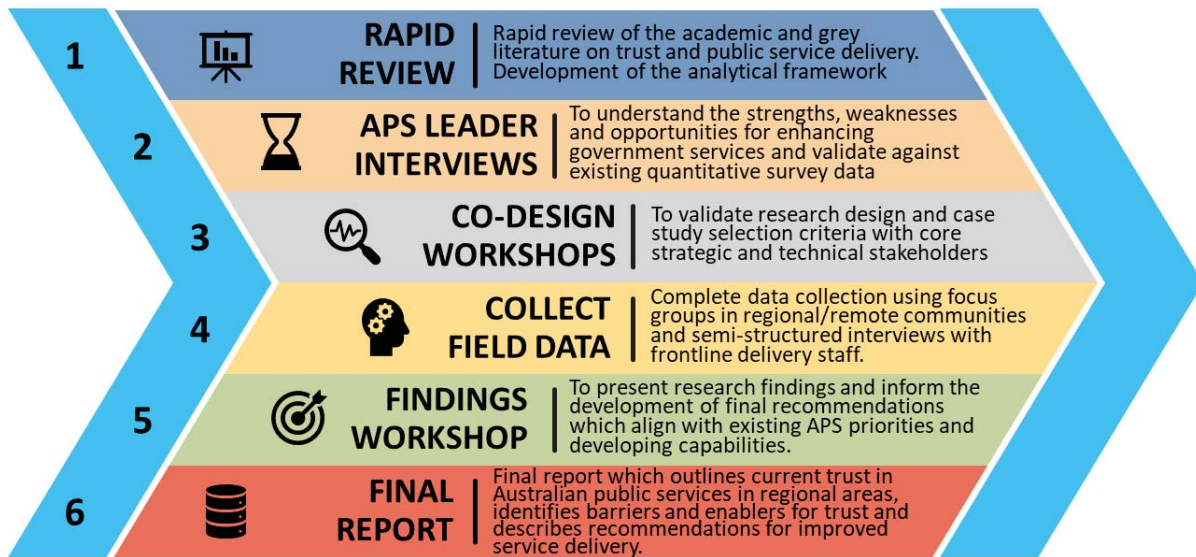 1
RAPID
REVIEW
Rapid review of the academic and grey
literature on trust and public service delivery.
Development of the analytical framework
2
APS LEADER
INTERVIEWS
To understand the strengths, weaknesses
and opportunities for enhancing
government services and validate against
existing quantitative survey data
3
CO-DESIGN
WORKSHOPS
To validate research design and case
study selection criteria with core
strategic and technical stakeholders
4
COLLECT
FIELD DATA
Complete data collection using focus
groups in regional/remote communities
and semi-structured interviews with
frontline delivery staff.
5
FINDINGS
WORKSHOP
To present research findings and inform the
development of final recommendations
which align with existing APS priorities and
developing capabilities.
6
FINAL
REPORT
Final report which outlines current trust in
Australian public services in regional areas,
identifies barriers and enablers for trust and
describes recommendations for improved
service delivery.